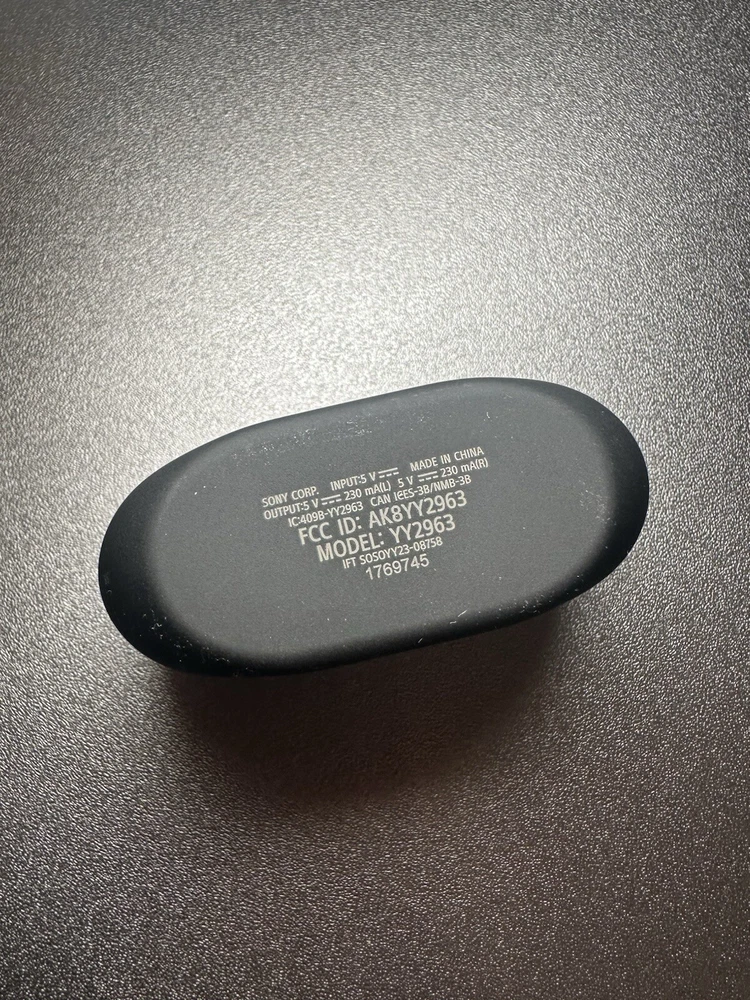 SONY CORP. INPUT:5 V ⎓ MADE IN CHINA
OUTPUT:5 V ⎓ 230 mA(L) 5 V ⎓ 230 mA(R)
IC:409B-YY2963 CAN ICES-3B/NMB-3B
FCC ID: AK8YY2963
MODEL: YY2963
IFT SOSOYY23-08758
1769745